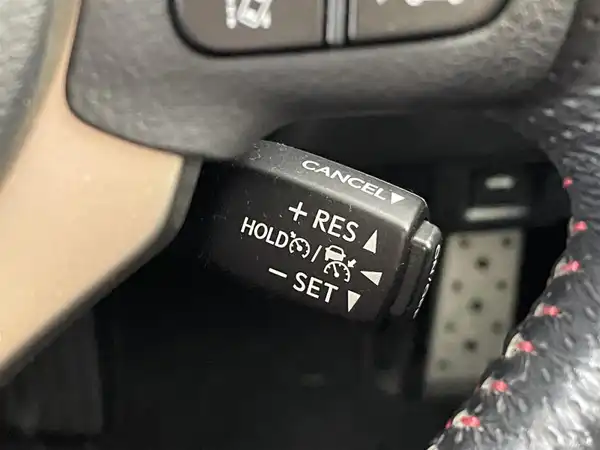 CANCEL▼
+ RES ▲
HOLD /
− SET ▼